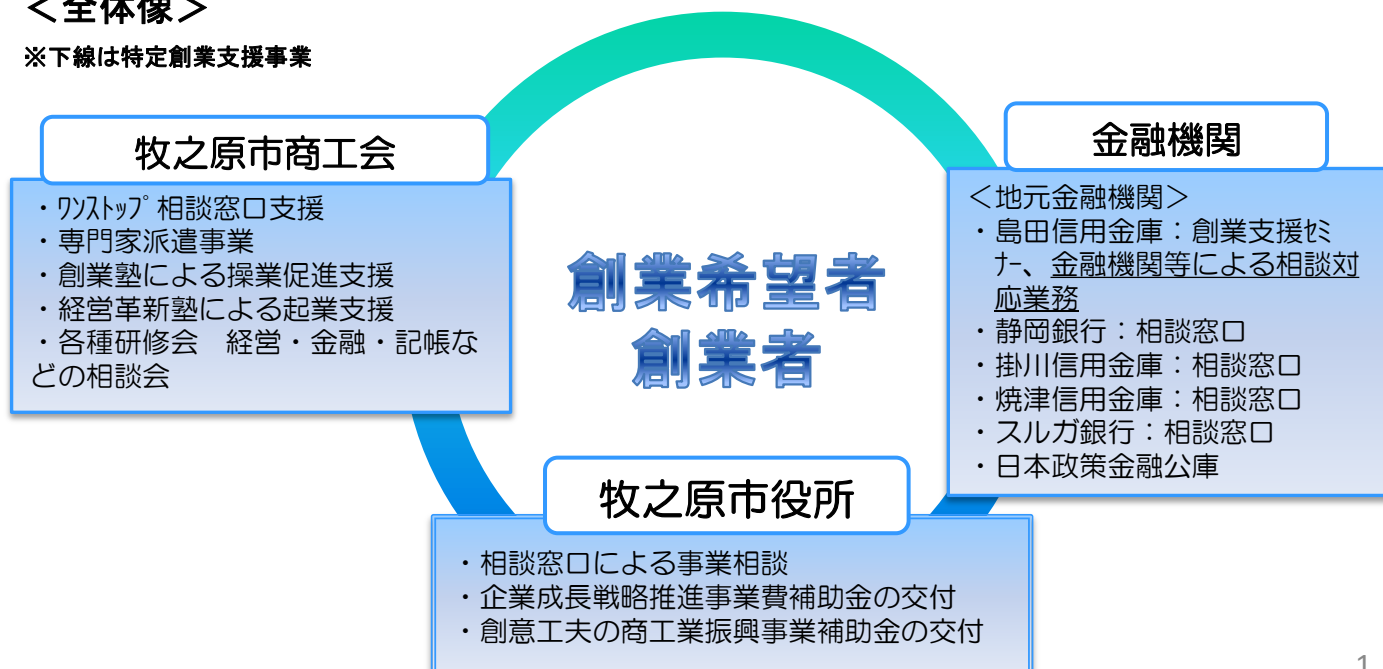 <全体像>
※下線は特定創業支援事業
牧之原市商工会
・ﾜﾝｽﾄｯﾌﾟ相談窓口支援
・専門家派遣事業
・創業塾による操業促進支援
・経営革新塾による起業支援
・各種研修会　経営・金融・記帳な
どの相談会
創業希望者
創業者
金融機関
＜地元金融機関＞
・島田信用金庫：創業支援ｾﾐ
ﾅｰ、金融機関等による相談対
応業務
・静岡銀行：相談窓口
・掛川信用金庫：相談窓口
・焼津信用金庫：相談窓口
・スルガ銀行：相談窓口
・日本政策金融公庫
牧之原市役所
・相談窓口による事業相談
・企業成長戦略推進事業費補助金の交付
・創意工夫の商工業振興事業補助金の交付
1